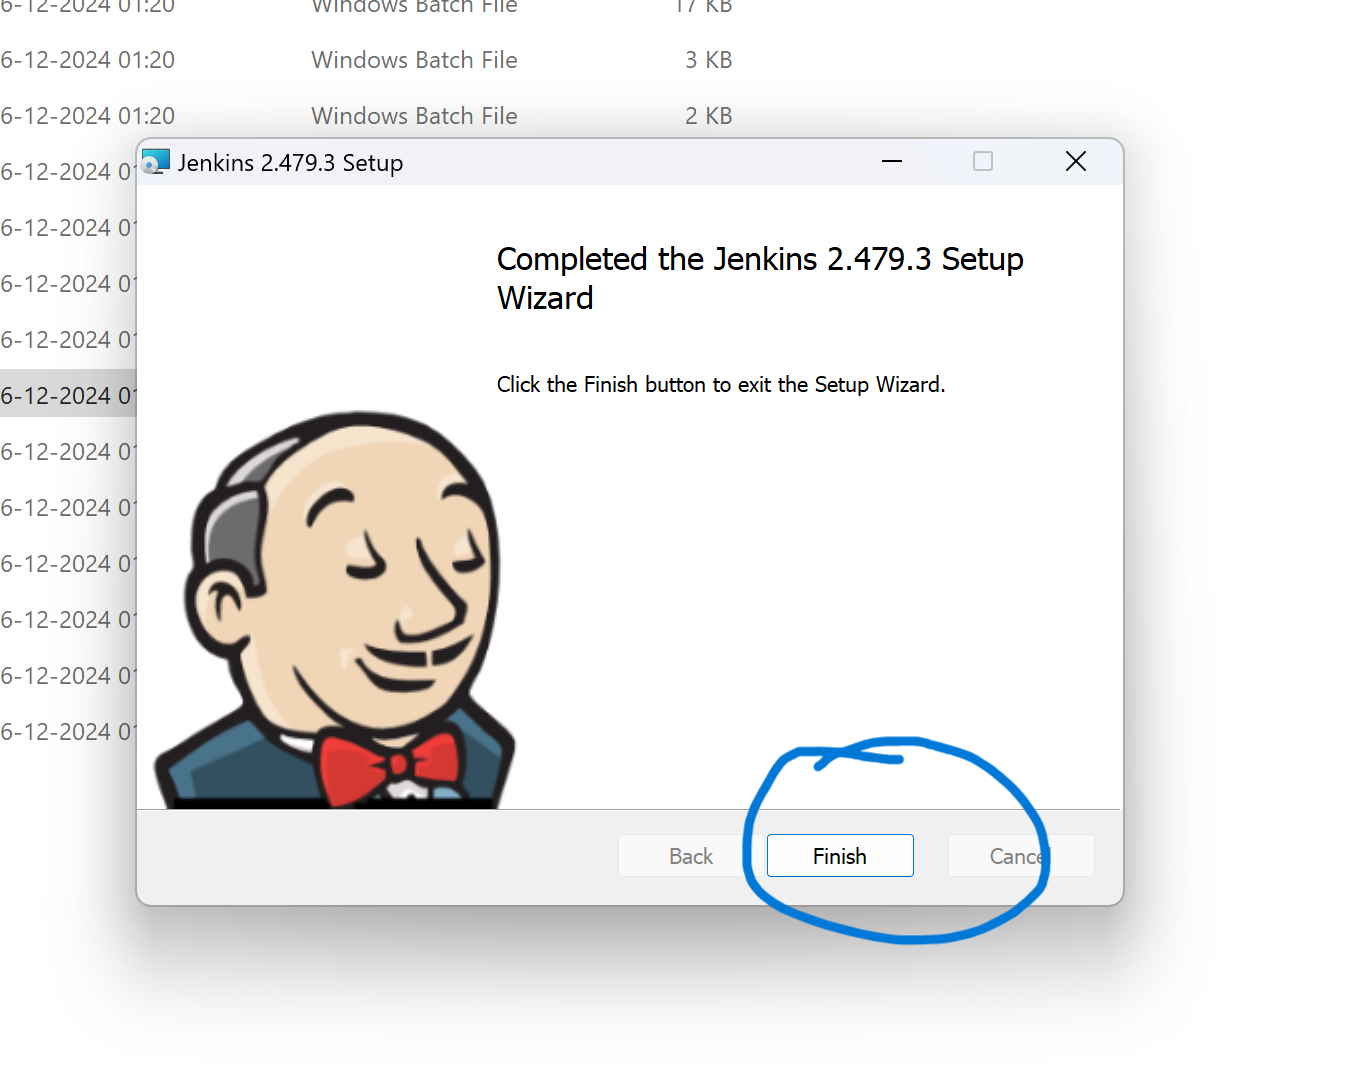 6-12-2024 01:20 Windows Batch File 17 KB
6-12-2024 01:20 Windows Batch File 3 KB
6-12-2024 01:20 Windows Batch File 2 KB
Jenkins 2.479.3 Setup
6-12-2024 0
6-12-2024 0
Completed the Jenkins 2.479.3 Setup
6-12-2024 0
Wizard
6-12-2024 0
Click the Finish button to exit the Setup Wizard.
6-12-2024 0
6-12-2024 0
6-12-2024 0
6-12-2024 0
6-12-2024 0
6-12-2024 0
6-12-2024 0
Back Finish Cancel